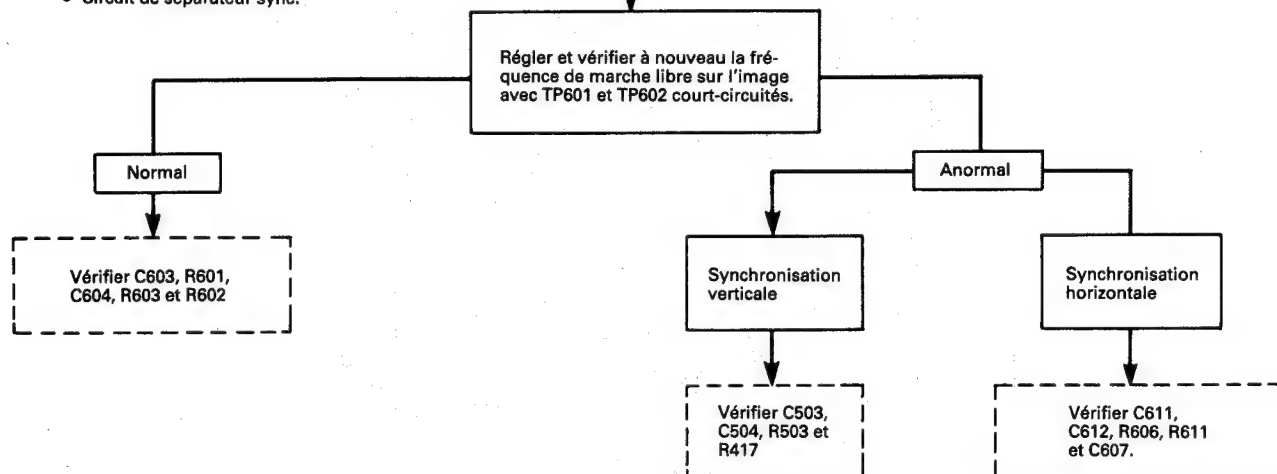 • Circuit de séparateur sync.
Régler et vérifier à nouveau la fré-
quence de marche libre sur l'image
avec TP601 et TP602 court-circuités.
Normal
Anormal
Vérifier C603, R601,
C604, R603 et R602
Synchronisation
verticale
Synchronisation
horizontale
Vérifier C503,
C504, R503 et
R417
Vérifier C611,
C612, R606, R611
et C607.